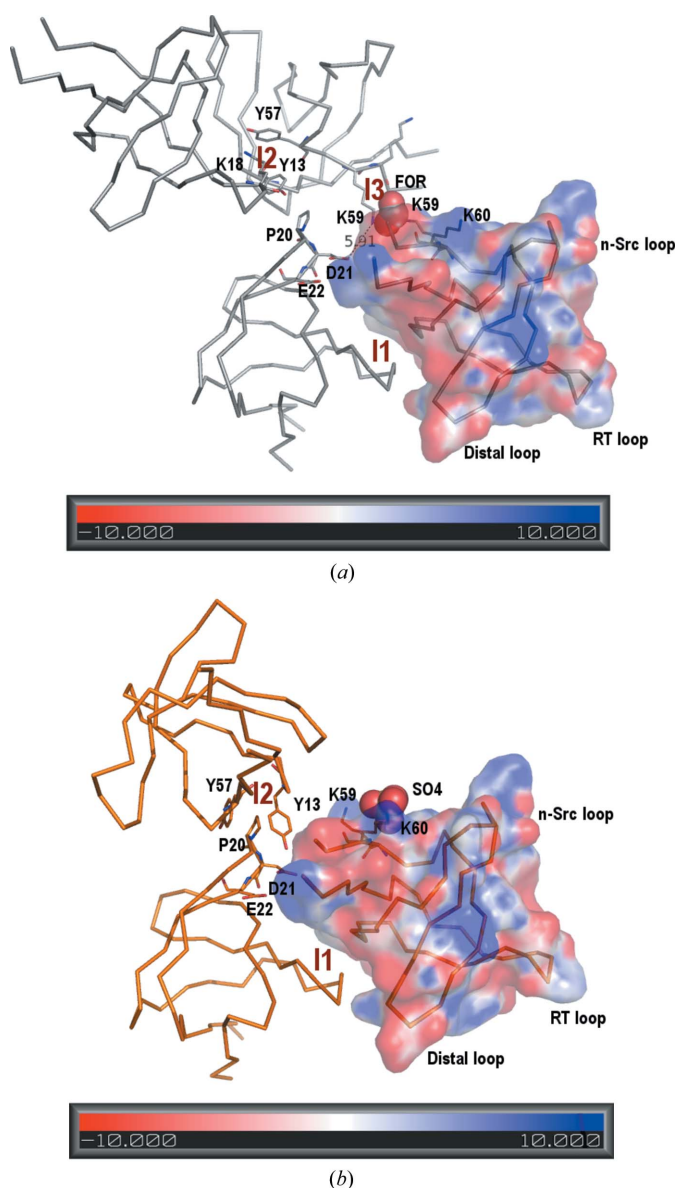 Y57
K18 I2 Y13
I3 FOR
K59 K59 K60
5.91
P20
D21
E22
n-Src loop
I1
RT loop
Distal loop
-10.000 10.000
(a)
Y57 I2
Y13
K59 SO4
K60
n-Src loop
P20
D21
E22
I1
RT loop
Distal loop
-10.000 10.000
(b)